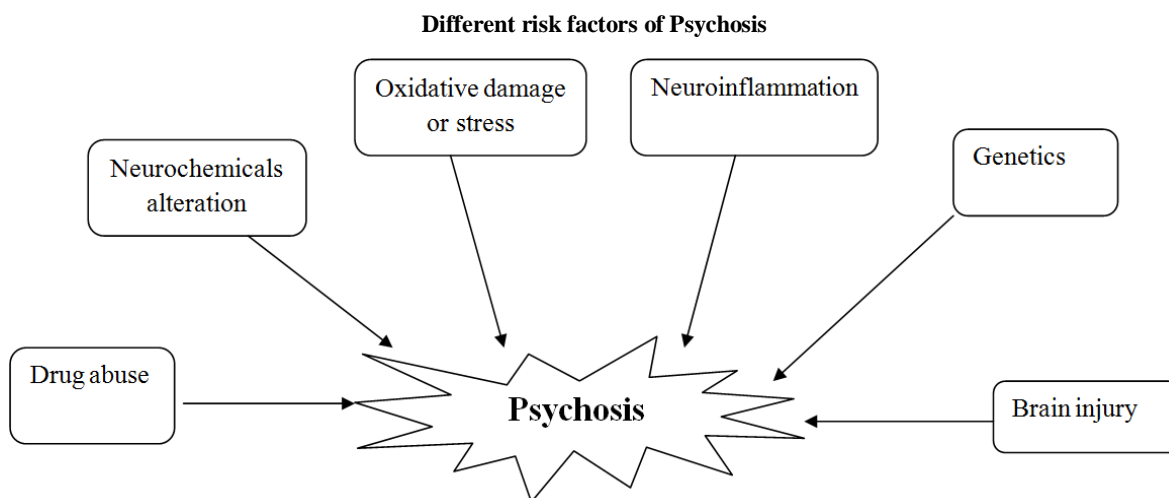 Different risk factors of Psychosis
Oxidative damage
or stress
Neuroinflammation
Neurochemicals
alteration
Genetics
Drug abuse
Psychosis
Brain injury